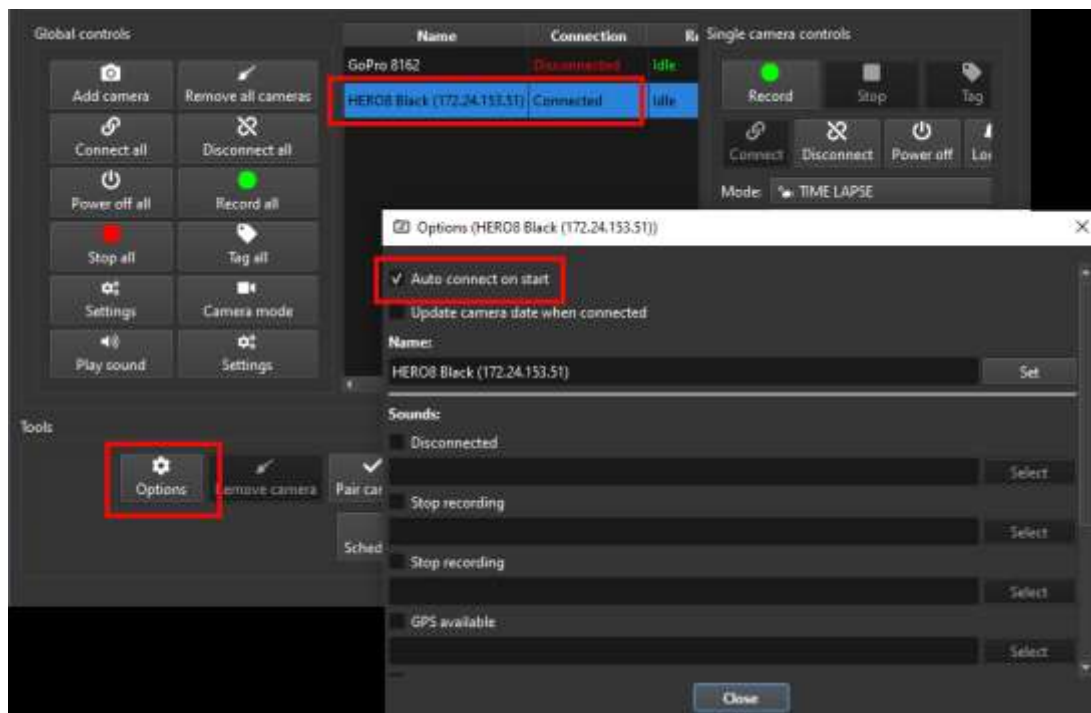 Global controls
Add camera
Remove all cameras
Connect all
Disconnect all
Power off all
Record all
Stop all
Tag all
Settings
Camera mode
Play sound
Settings
Name
Connection
GoPro 8162
Disconnected
Idle
HERO8 Black (172.24.153.51)
Connected
Idle
Single camera controls
Record
Stop
Tag
Connect
Disconnect
Power off
Mode:
TIME LAPSE
Tools
Options
Remove camera
Pair car
Sched
Options (HERO8 Black (172.24.153.51))
Auto connect on start
Update camera date when connected
Name:
HERO8 Black (172.24.153.51)
Set
Sounds:
Disconnected
Select
Stop recording
Select
Stop recording
Select
GPS available
Select
Close